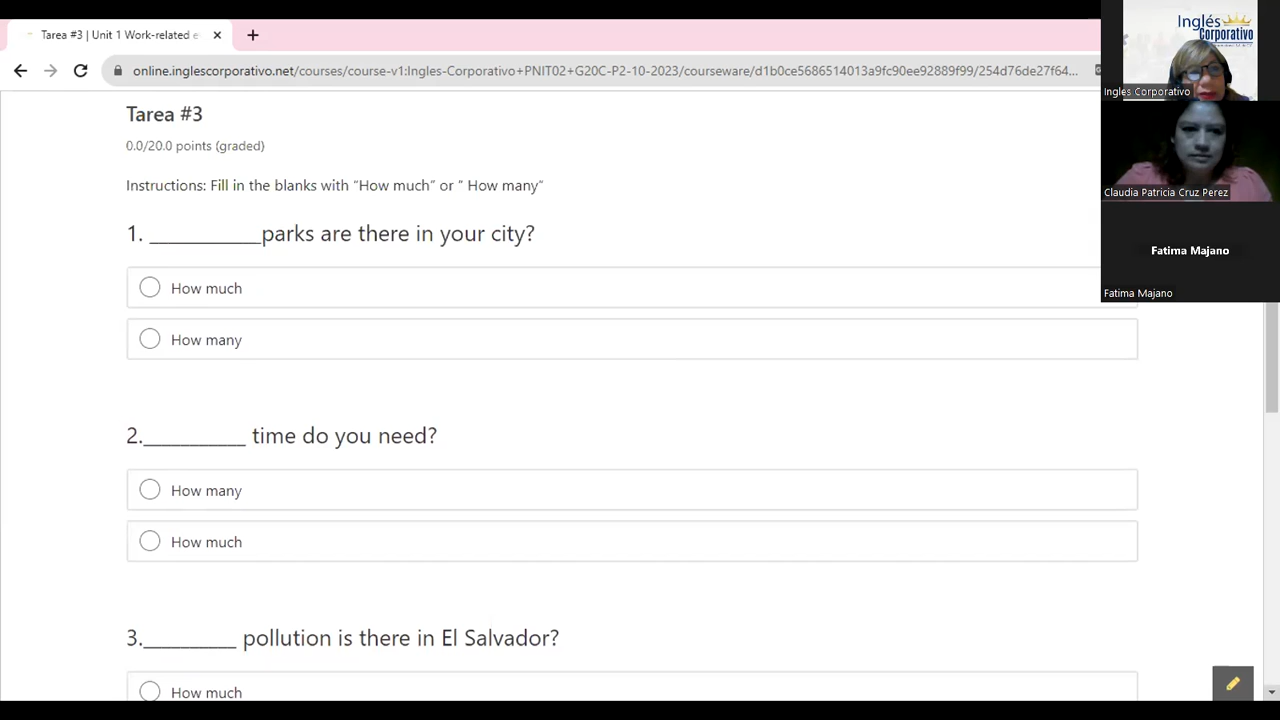 Tarea #3 | Unit 1 Work-related e
online.inglescorporativo.net/courses/course-v1:Ingles-Corporativo+PNIT02+G20C-P2-10-2023/courseware/d1b0ce5686514013a9fc90ee92889f99/254d76de27f64...
Inglés
Corporativo
Ingles Corporativo
Claudia Patricia Cruz Perez
Fatima Majano
Fatima Majano
Tarea #3
0.0/20.0 points (graded)
Instructions: Fill in the blanks with “How much” or “ How many“
1. ___________parks are there in your city?
How much
How many
2.__________ time do you need?
How many
How much
3._________ pollution is there in El Salvador?
How much